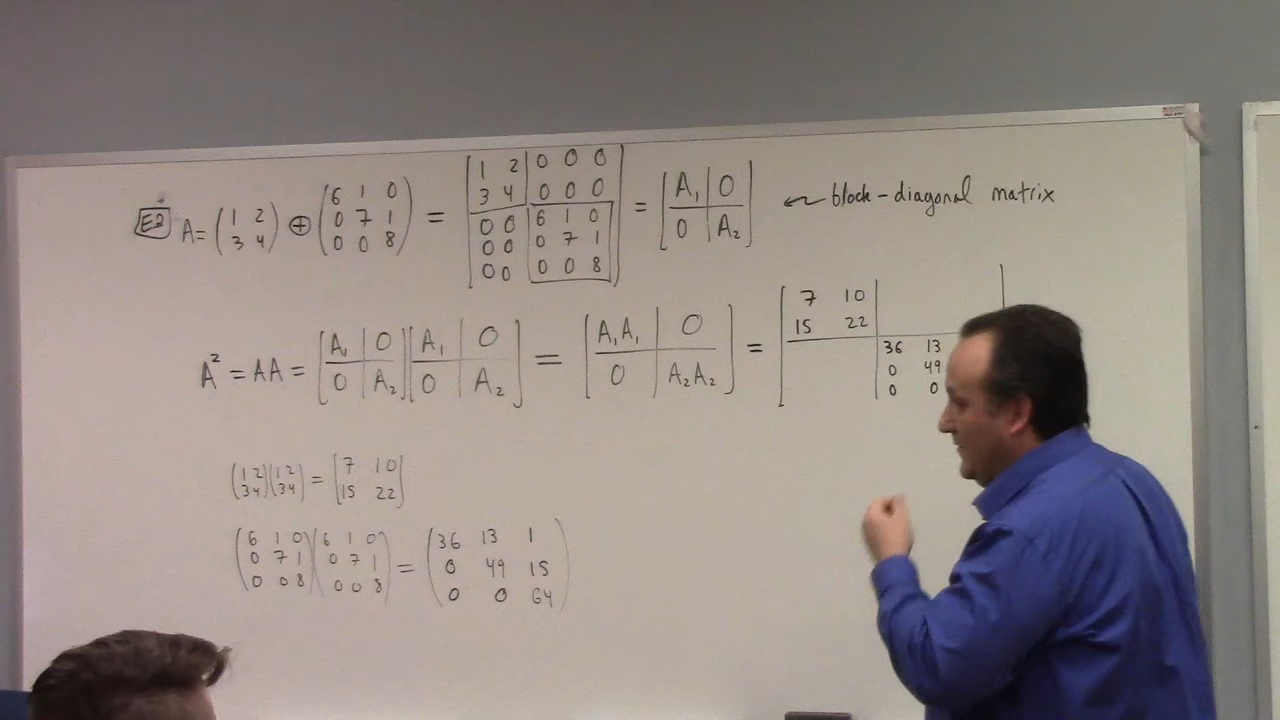 E2 A = (1 2; 3 4) ⊕ (6 1 0; 0 7 1; 0 0 8) = [1 2 | 0 0 0; 3 4 | 0 0 0; 0 0 | 6 1 0; 0 0 | 0 7 1; 0 0 | 0 0 8] = [A₁ | 0; 0 | A₂] ↜ block-diagonal matrix
A² = AA = [A₁ | 0; 0 | A₂][A₁ | 0; 0 | A₂] = [A₁A₁ | 0; 0 | A₂A₂] = [7 10 | ; 15 22 | ; | 36 13; | 0 49; | 0 0
(1 2; 3 4)(1 2; 3 4) = [7 10; 15 22]
(6 1 0; 0 7 1; 0 0 8)(6 1 0; 0 7 1; 0 0 8) = (36 13 1; 0 49 15; 0 0 64)